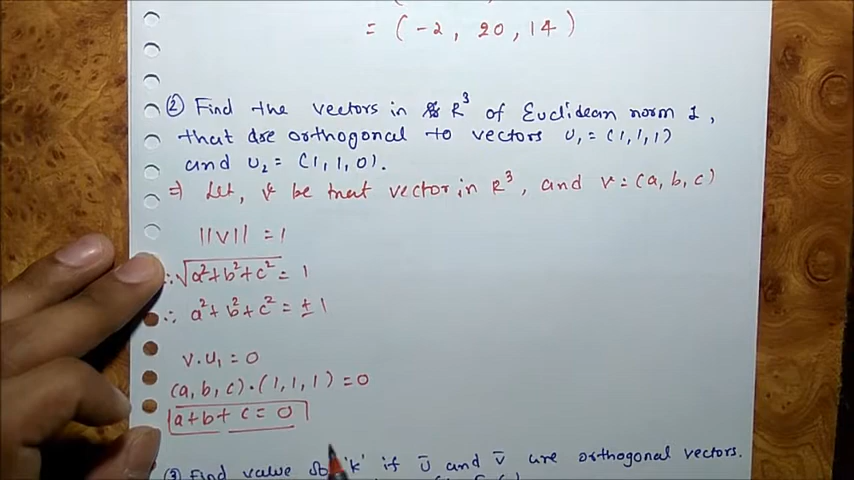 = (-2, 20, 14)
② Find the vectors in R³ of Euclidean norm 1,
that are orthogonal to vectors U₁ = (1,1,1)
and U₂ = (1,1,0).
⇒ Let, v be that vector in R³, and v = (a, b, c)
||v|| = 1
∴ √a²+b²+c² = 1
∴ a²+b²+c² = ±1
v·u₁ = 0
(a, b, c)·(1, 1, 1) = 0
a+b+c = 0
③ Find value of 'k' if ū and v̄ are orthogonal vectors.